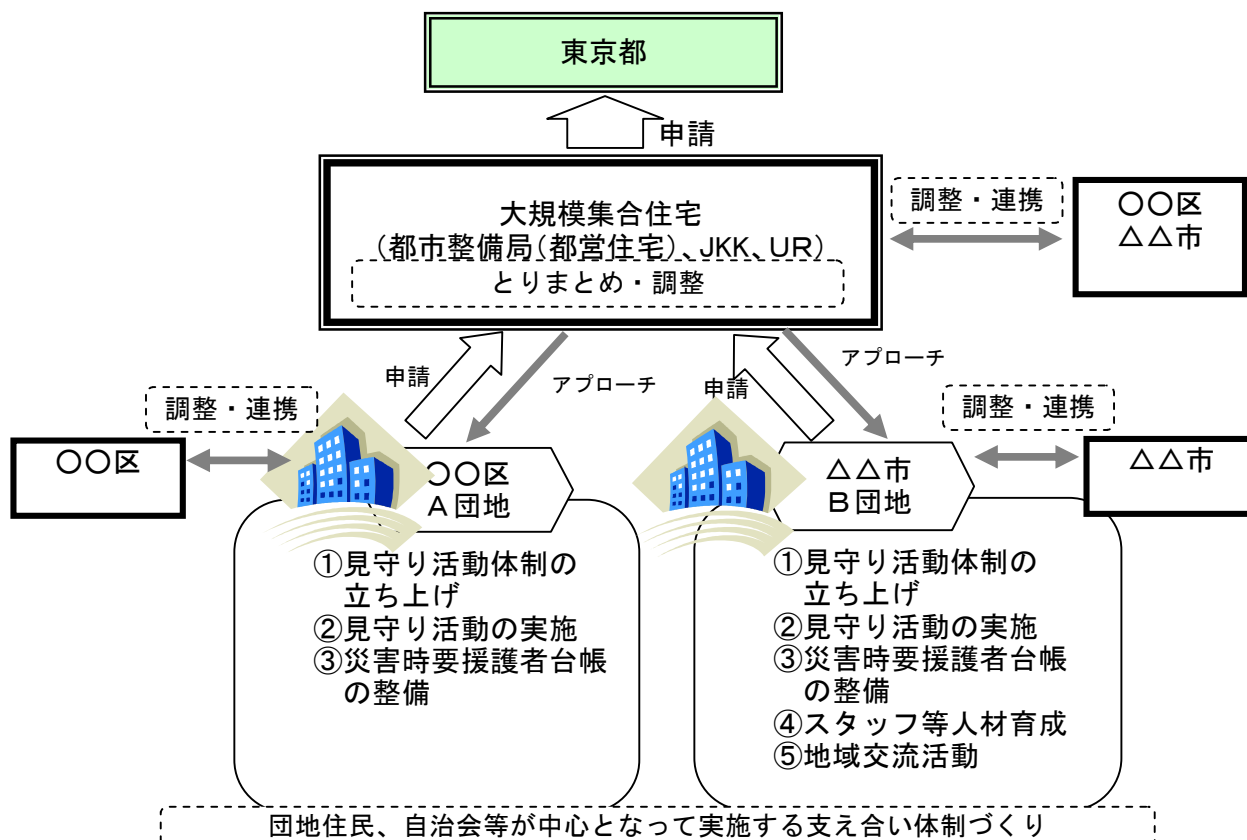 東京都
申請
大規模集合住宅
（都市整備局（都営住宅）、JKK、UR）
とりまとめ・調整
調整・連携
〇〇区
△△市
申請
アプローチ
申請
アプローチ
調整・連携
調整・連携
〇〇区
〇〇区
A団地
△△市
B団地
△△市
①見守り活動体制の
立ち上げ
②見守り活動の実施
③災害時要援護者台帳
の整備
①見守り活動体制の
立ち上げ
②見守り活動の実施
③災害時要援護者台帳
の整備
④スタッフ等人材育成
⑤地域交流活動
団地住民、自治会等が中心となって実施する支え合い体制づくり